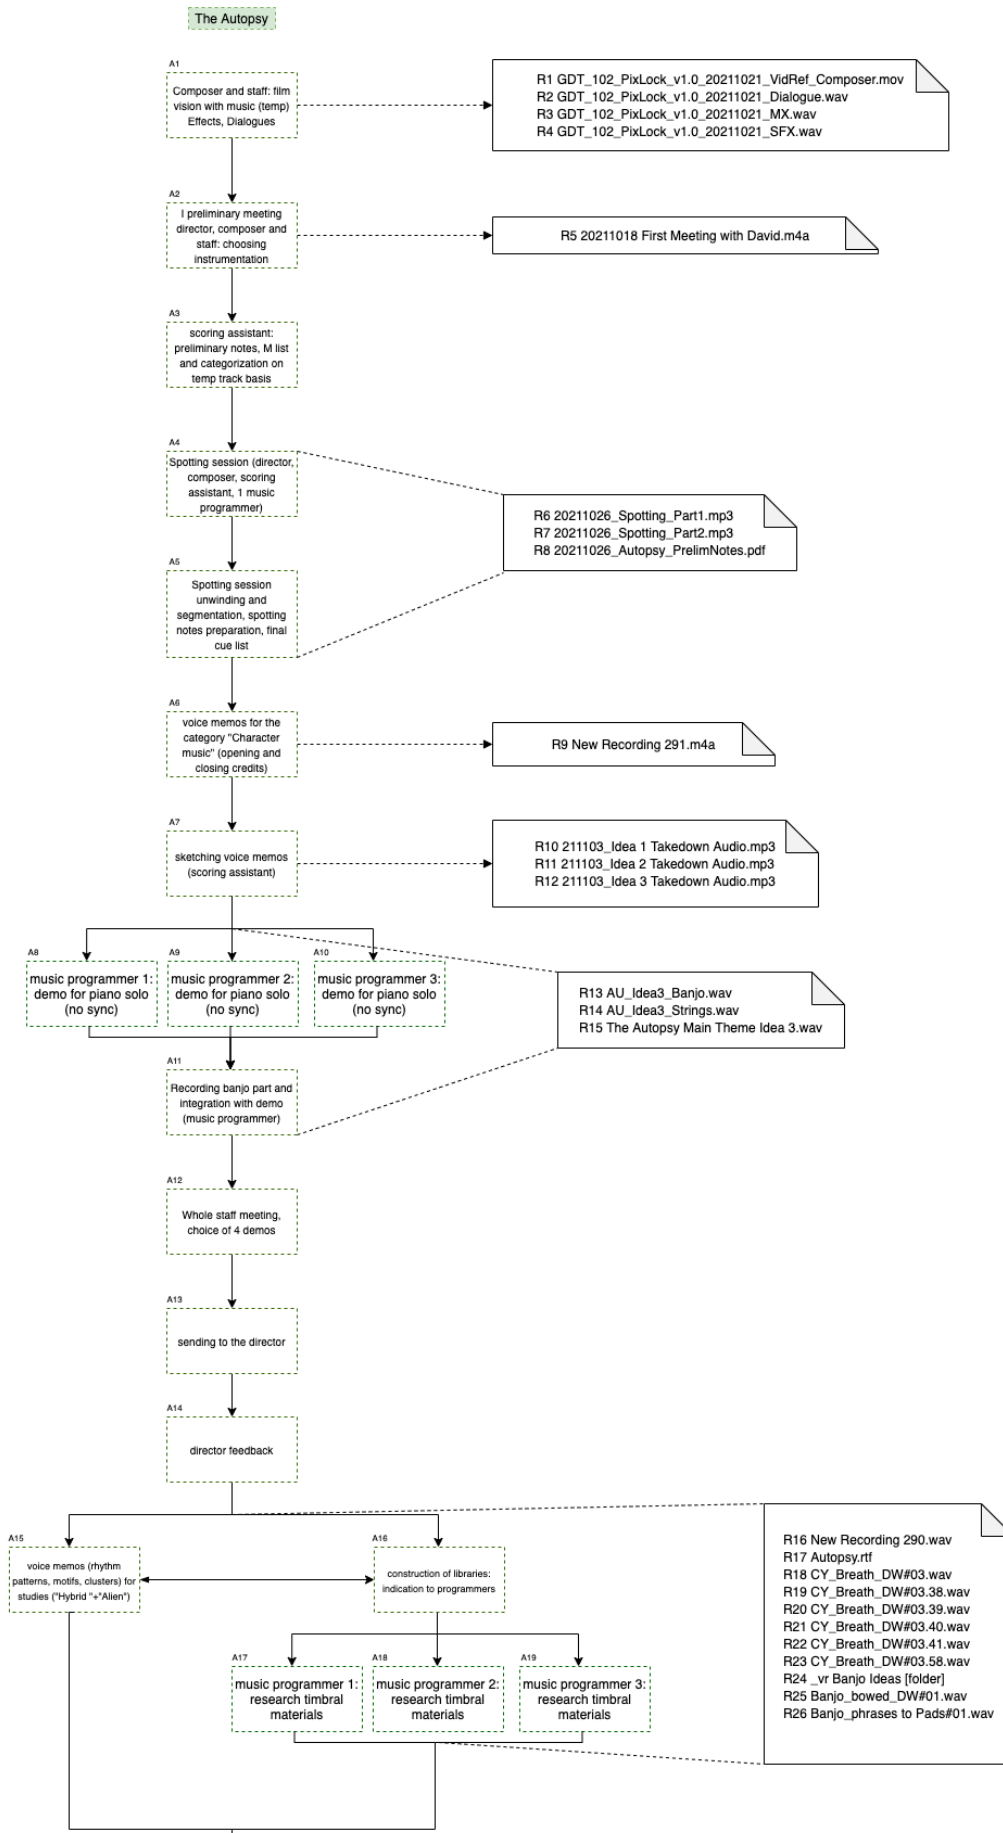 The Autopsy
A1
Composer and staff: film
vision with music (temp)
Effects, Dialogues
R1 GDT_102_PixLock_v1.0_20211021_VidRef_Composer.mov
R2 GDT_102_PixLock_v1.0_20211021_Dialogue.wav
R3 GDT_102_PixLock_v1.0_20211021_MX.wav
R4 GDT_102_PixLock_v1.0_20211021_SFX.wav
A2
I preliminary meeting
director, composer and
staff: choosing
instrumentation
R5 20211018 First Meeting with David.m4a
A3
scoring assistant:
preliminary notes, M list
and categorization on
temp track basis
A4
Spotting session (director,
composer, scoring
assistant, 1 music
programmer)
R6 20211026_Spotting_Part1.mp3
R7 20211026_Spotting_Part2.mp3
R8 20211026_Autopsy_PrelimNotes.pdf
A5
Spotting session
unwinding and
segmentation, spotting
notes preparation, final
cue list
A6
voice memos for the
category "Character
music" (opening and
closing credits)
R9 New Recording 291.m4a
A7
sketching voice memos
(scoring assistant)
R10 211103_Idea 1 Takedown Audio.mp3
R11 211103_Idea 2 Takedown Audio.mp3
R12 211103_Idea 3 Takedown Audio.mp3
A8
music programmer 1:
demo for piano solo
(no sync)
A9
music programmer 2:
demo for piano solo
(no sync)
A10
music programmer 3:
demo for piano solo
(no sync)
R13 AU_Idea3_Banjo.wav
R14 AU_Idea3_Strings.wav
R15 The Autopsy Main Theme Idea 3.wav
A11
Recording banjo part and
integration with demo
(music programmer)
A12
Whole staff meeting,
choice of 4 demos
A13
sending to the director
A14
director feedback
A15
voice memos (rhythm
patterns, motifs, clusters) for
studies ("Hybrid "+"Alien")
A16
construction of libraries:
indication to programmers
R16 New Recording 290.wav
R17 Autopsy.rtf
R18 CY_Breath_DW#03.wav
R19 CY_Breath_DW#03.38.wav
R20 CY_Breath_DW#03.39.wav
R21 CY_Breath_DW#03.40.wav
R22 CY_Breath_DW#03.41.wav
R23 CY_Breath_DW#03.58.wav
R24 _vr Banjo Ideas [folder]
R25 Banjo_bowed_DW#01.wav
R26 Banjo_phrases to Pads#01.wav
A17
music programmer 1:
research timbral
materials
A18
music programmer 2:
research timbral
materials
A19
music programmer 3:
research timbral
materials